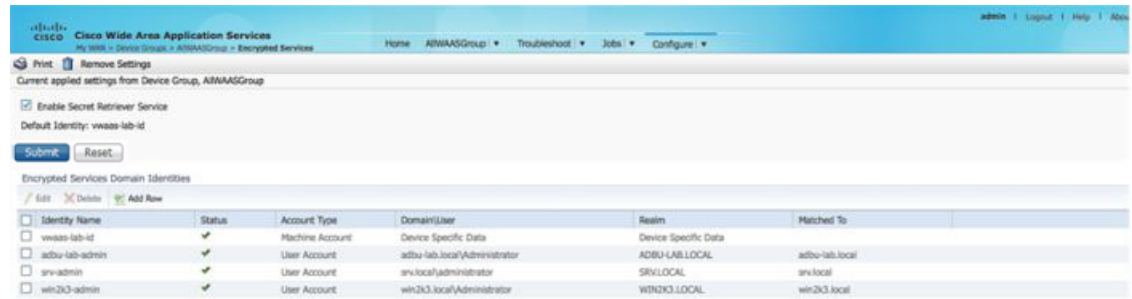 admin | Logout | Help | Abou
CISCO Cisco Wide Area Application Services
My WAN > Device Groups > AllWAASGroup > Encrypted Services
Home AllWAASGroup Troubleshoot Jobs Configure
Print Remove Settings
Current applied settings from Device Group, AllWAASGroup
Enable Secret Retriever Service
Default Identity: vwaas-lab-id
Submit Reset
Encrypted Services Domain Identities
Edit Delete Add Row
Identity Name Status Account Type Domain\User Realm Matched To
vwaas-lab-id Machine Account Device Specific Data Device Specific Data
adbu-lab-admin User Account adbu-lab.local\Administrator ADBU-LAB.LOCAL adbu-lab.local
srv-admin User Account srv.local\administrator SRV.LOCAL srv.local
win2k3-admin User Account win2k3.local\Administrator WIN2K3.LOCAL win2k3.local